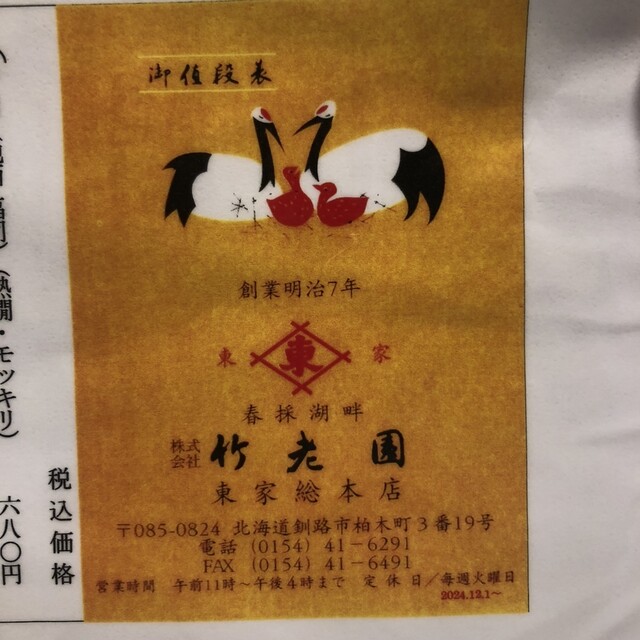 御値段表
創業明治7年
東 東 家
春採湖畔
株式会社 竹老園
東家総本店
〒085-0824 北海道釧路市柏木町3番19号
電話 (0154) 41-6291
FAX (0154) 41-6491
営業時間 午前11時～午後4時まで 定休日/毎週火曜日
2024.12.1～
(熱燗・モッキリ) 六八〇円
税込価格